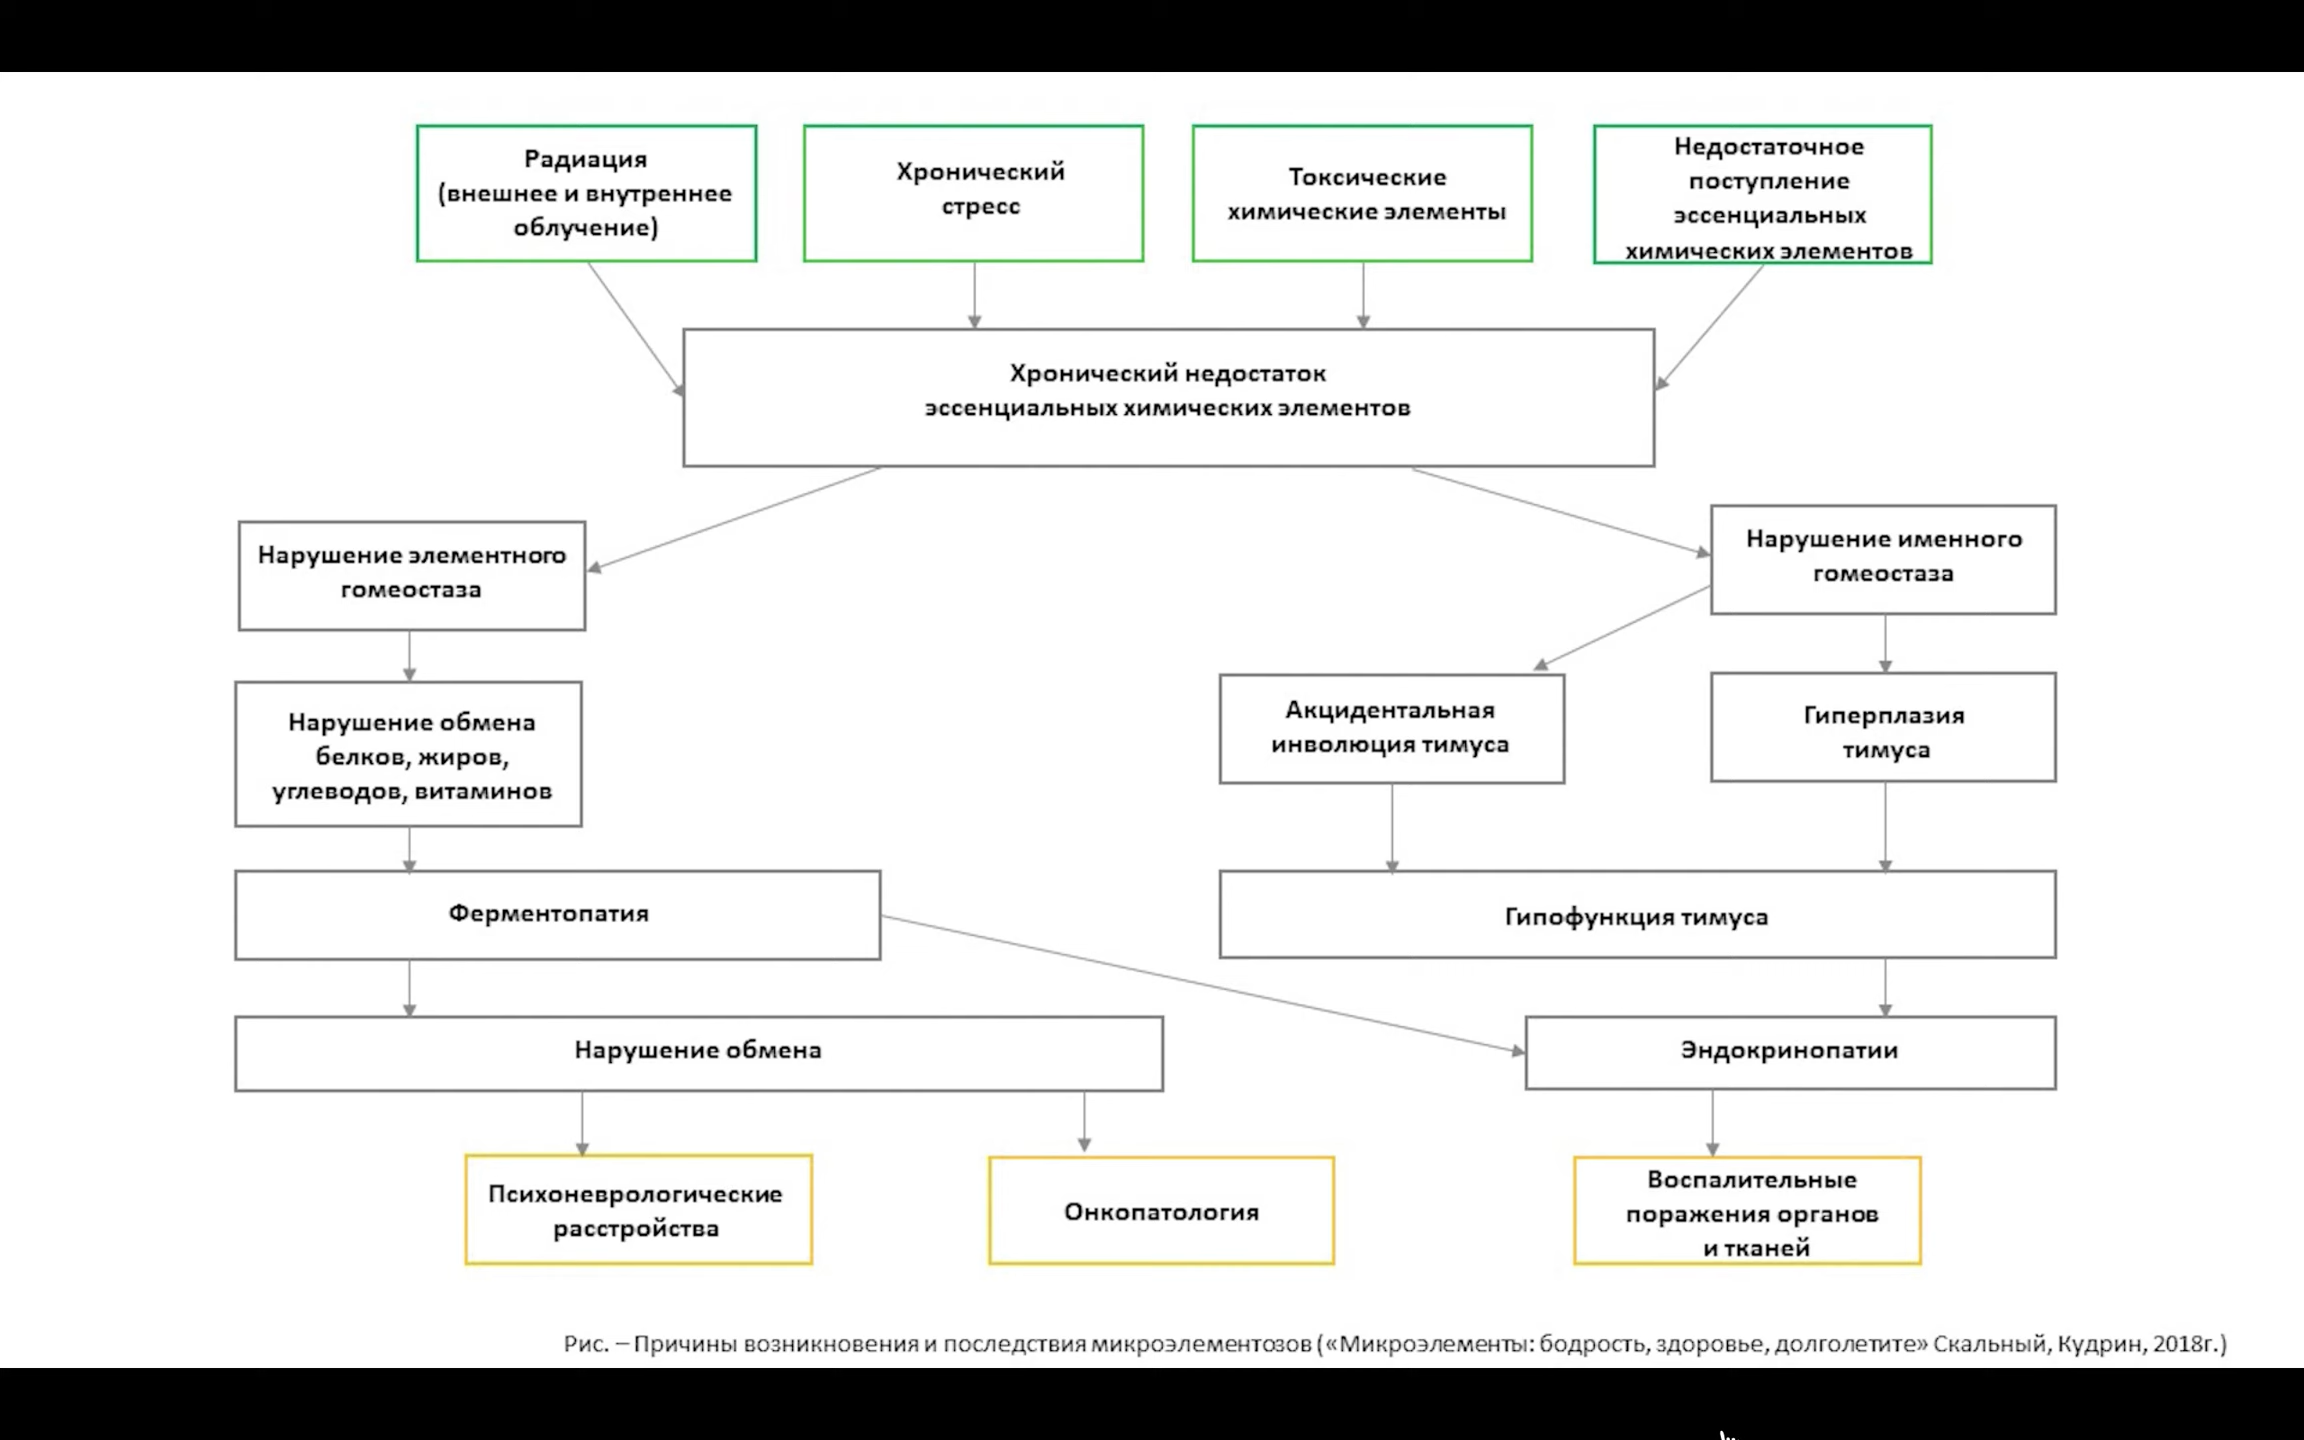 Радиация
(внешнее и внутреннее
облучение)
Хронический
стресс
Токсические
химические элементы
Недостаточное
поступление
эссенциальных
химических элементов
Хронический недостаток
эссенциальных химических элементов
Нарушение элементного
гомеостаза
Нарушение именного
гомеостаза
Нарушение обмена
белков, жиров,
углеводов, витаминов
Акцидентальная
инволюция тимуса
Гиперплазия
тимуса
Ферментопатия
Гипофункция тимуса
Нарушение обмена
Эндокринопатии
Психоневрологические
расстройства
Онкопатология
Воспалительные
поражения органов
и тканей
Рис. – Причины возникновения и последствия микроэлементозов («Микроэлементы: бодрость, здоровье, долголетите» Скальный, Кудрин, 2018г.)